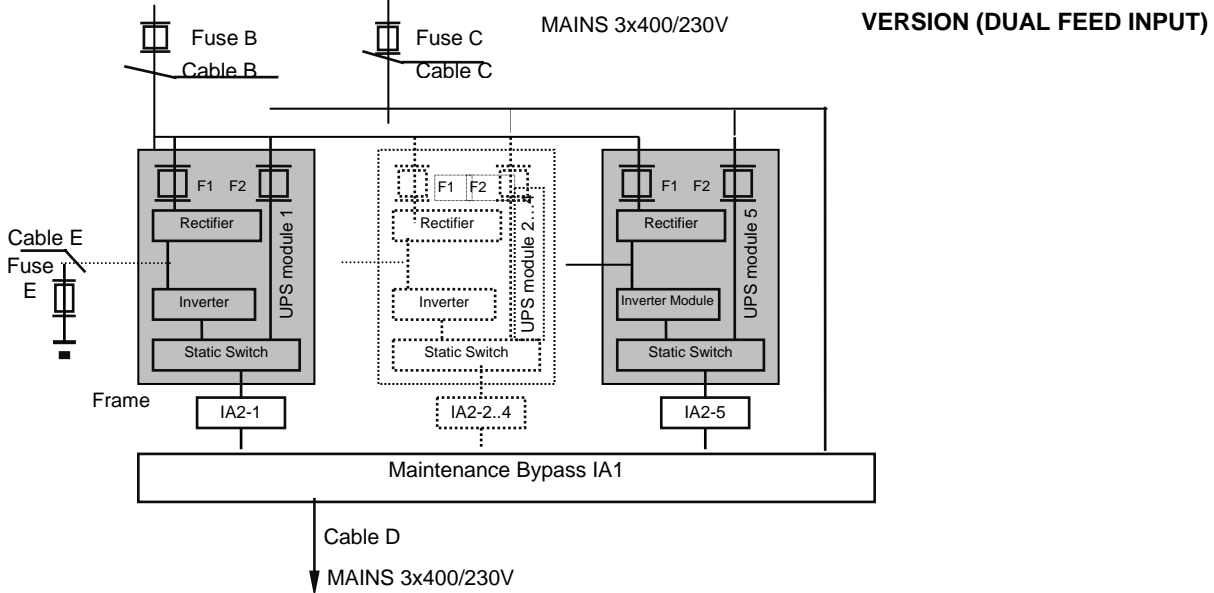 MAINS 3x400/230V
VERSION (DUAL FEED INPUT)
Fuse B
Cable B
Fuse C
Cable C
F1 F2
Rectifier
Inverter
Static Switch
UPS module 1
F1 F2
Rectifier
Inverter
Static Switch
UPS module 2...4
F1 F2
Rectifier
Inverter Module
Static Switch
UPS module 5
Cable E
Fuse
E
Frame
IA2-1
IA2-2..4
IA2-5
Maintenance Bypass IA1
Cable D
MAINS 3x400/230V